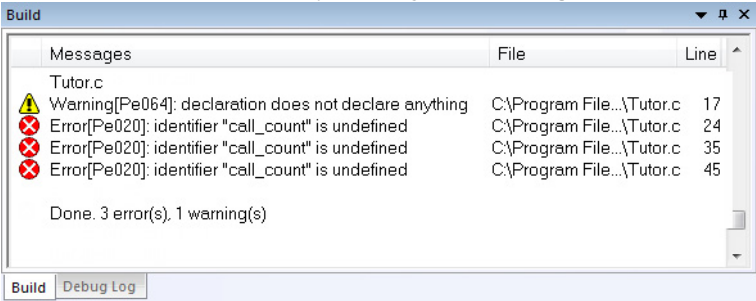 Build
Messages File Line
Tutor.c
Warning[Pe064]: declaration does not declare anything C:\Program File...\Tutor.c 17
Error[Pe020]: identifier "call_count" is undefined C:\Program File...\Tutor.c 24
Error[Pe020]: identifier "call_count" is undefined C:\Program File...\Tutor.c 35
Error[Pe020]: identifier "call_count" is undefined C:\Program File...\Tutor.c 45
Done. 3 error(s), 1 warning(s)
Build Debug Log